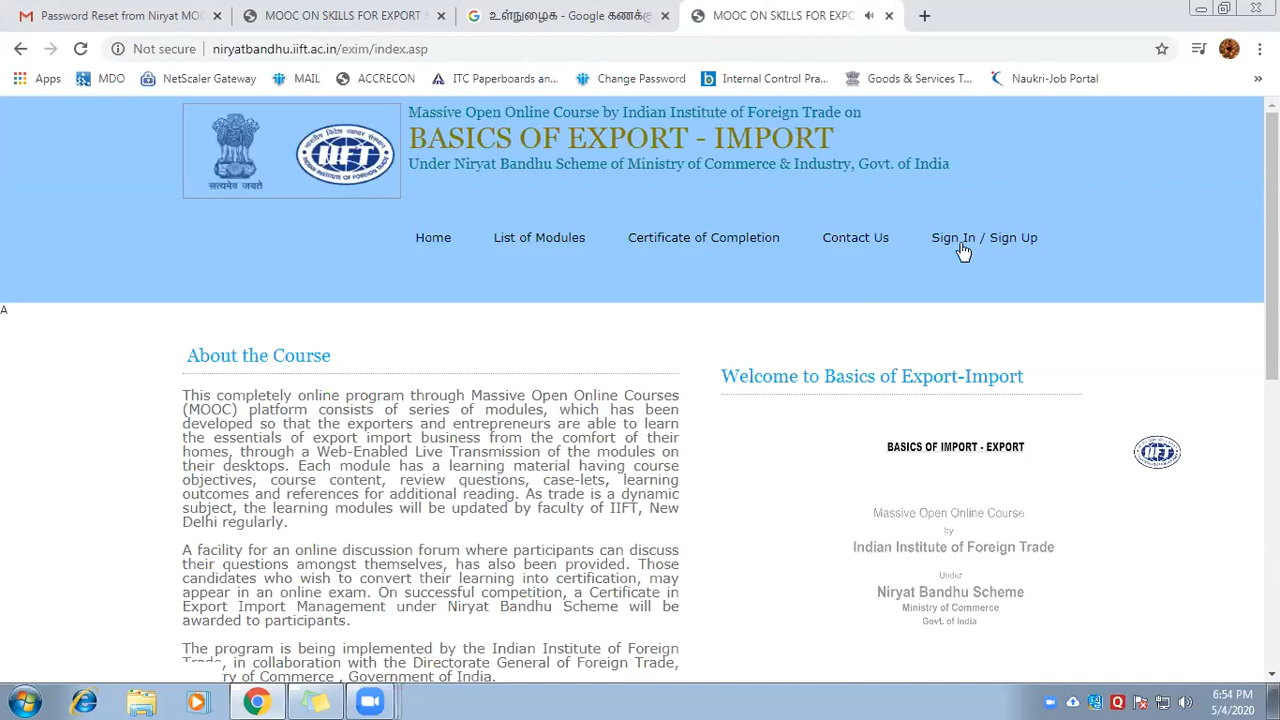 Password Reset from Niryat MO
MOOC ON SKILLS FOR EXPORT
உள்நுழைக - Google கணக்கு
MOOC ON SKILLS FOR EXPO
Not secure niryatbandhu.iift.ac.in/exim/index.asp
Apps MDO NetScaler Gateway MAIL ACCRECON ITC Paperboards an... Change Password Internal Control Pra... Goods & Services T... Naukri-Job Portal »
सत्यमेव जयते
IIFT
Massive Open Online Course by Indian Institute of Foreign Trade on
BASICS OF EXPORT - IMPORT
Under Niryat Bandhu Scheme of Ministry of Commerce & Industry, Govt. of India
Home List of Modules Certificate of Completion Contact Us Sign In / Sign Up
A
About the Course
This completely online program through Massive Open Online Courses
(MOOC) platform consists of series of modules, which has been
developed so that the exporters and entrepreneurs are able to learn
the essentials of export import business from the comfort of their
homes, through a Web-Enabled Live Transmission of the modules on
their desktops. Each module has a learning material having course
objectives, course content, review questions, case-lets, learning
outcomes and references for additional reading. As trade is a dynamic
subject, the learning modules will be updated by faculty of IIFT, New
Delhi regularly.
A facility for an online discussion forum where participants can discuss
their questions amongst themselves, has also been provided. Those
candidates who wish to convert their learning into certification, may
appear in an online exam. On successful competition, a Certificate in
Export Import Management under Niryat Bandhu Scheme will be
awarded to participants.
The program is being implemented by the Indian Institute of Foreign
Trade, in collaboration with the Directorate General of Foreign Trade,
ry of Commerce , Government of India.
Welcome to Basics of Export-Import
BASICS OF IMPORT - EXPORT
IIFT
Massive Open Online Course
by
Indian Institute of Foreign Trade
Under
Niryat Bandhu Scheme
Ministry of Commerce
Govt. of India
6:54 PM
5/4/2020